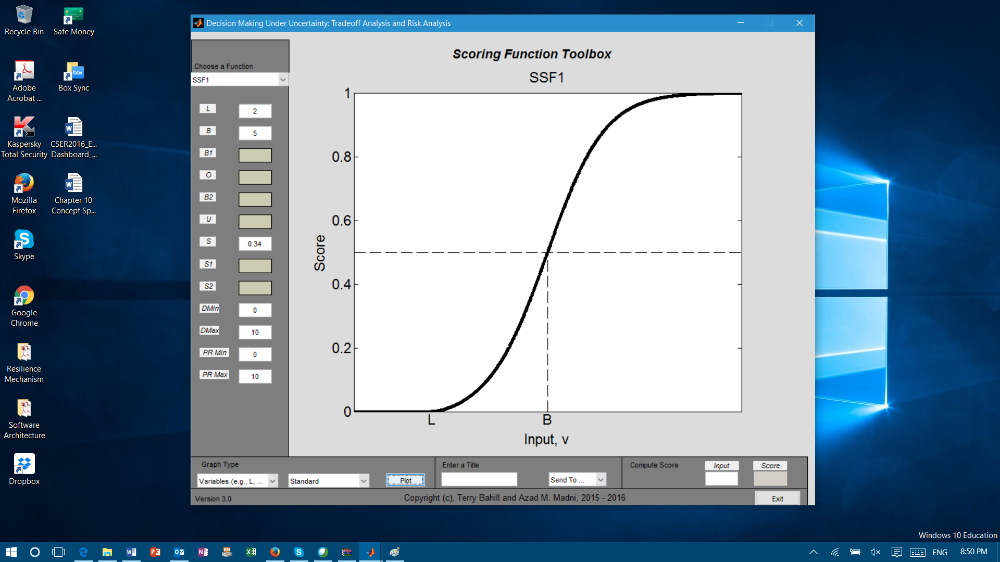 Recycle Bin
Safe Money
Adobe
Acrobat ...
Box Sync
box
Kaspersky
Total Security
CSER2016_E...
Dashboard_...
Mozilla
Firefox
Chapter 10
Concept Sp...
Skype
Google
Chrome
Resilience
Mechanism
Software
Architecture
Dropbox
Decision Making Under Uncertainty: Tradeoff Analysis and Risk Analysis
Choose a Function
SSF1
L 2
B 5
B1
O
B2
U
S 0.34
S1
S2
DMin 0
DMax 10
PR Min 0
PR Max 10
Scoring Function Toolbox
SSF1
1
0.8
0.6
0.4
0.2
0
Score
L B
Input, v
Graph Type
Variables (e.g., L, ...
Standard
Plot
Enter a Title
Send To ...
Compute Score
Input
Score
Version 3.0
Copyright (c), Terry Bahill and Azad M. Madni, 2015 - 2016
Exit
Windows 10 Education
EN
ENG
8:50 PM